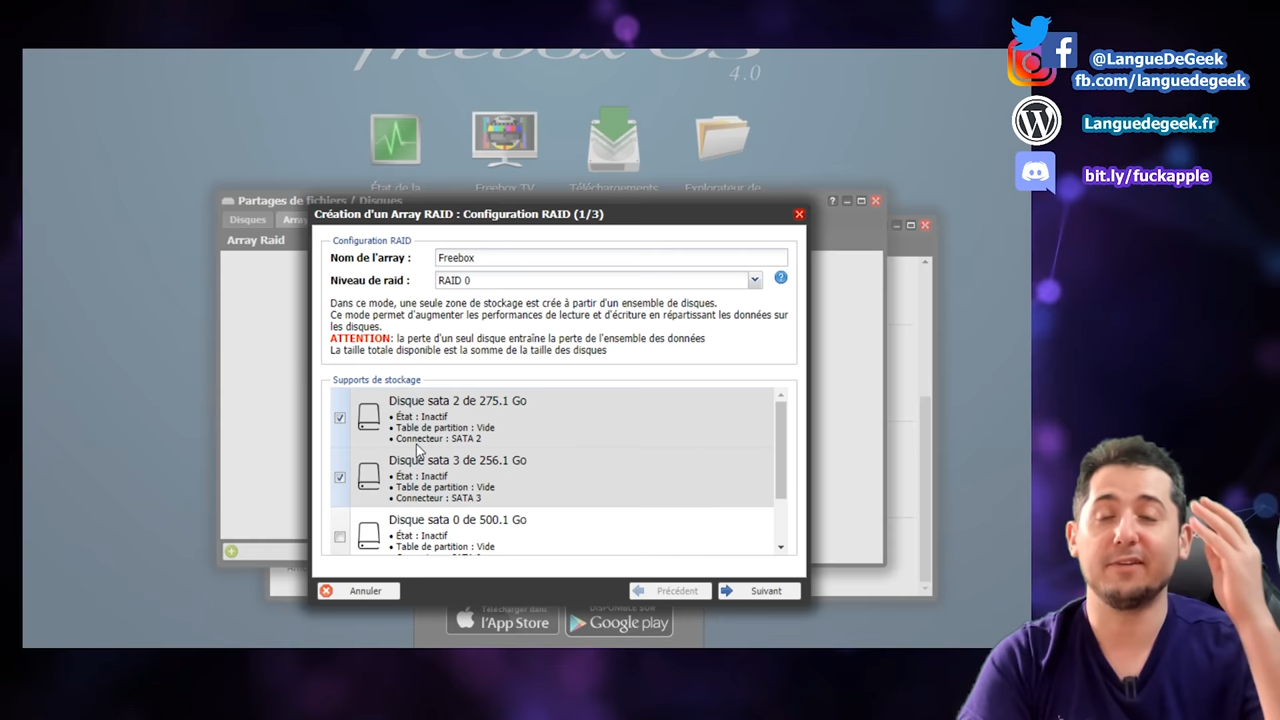 Freebox OS
4.0
@LangueDeGeek
fb.com/languedegeek
Languedegeek.fr
bit.ly/fuckapple
État de la
Freebox TV
Téléchargements
Explorateur de
Partages de fichiers / Disques
Disques
Array Raid
Création d'un Array RAID : Configuration RAID (1/3)
Configuration RAID
Nom de l'array :
Freebox
Niveau de raid :
RAID 0
Dans ce mode, une seule zone de stockage est crée à partir d'un ensemble de disques.
Ce mode permet d'augmenter les performances de lecture et d'écriture en répartissant les données sur
les disques.
ATTENTION: la perte d'un seul disque entraîne la perte de l'ensemble des données
La taille totale disponible est la somme de la taille des disques
Supports de stockage
Disque sata 2 de 275.1 Go
• État : Inactif
• Table de partition : Vide
• Connecteur : SATA 2
Disque sata 3 de 256.1 Go
• État : Inactif
• Table de partition : Vide
• Connecteur : SATA 3
Disque sata 0 de 500.1 Go
• État : Inactif
• Table de partition : Vide
Annuler
Précédent
Suivant
Télécharger dans
l'App Store
DISPONIBLE SUR
Google play